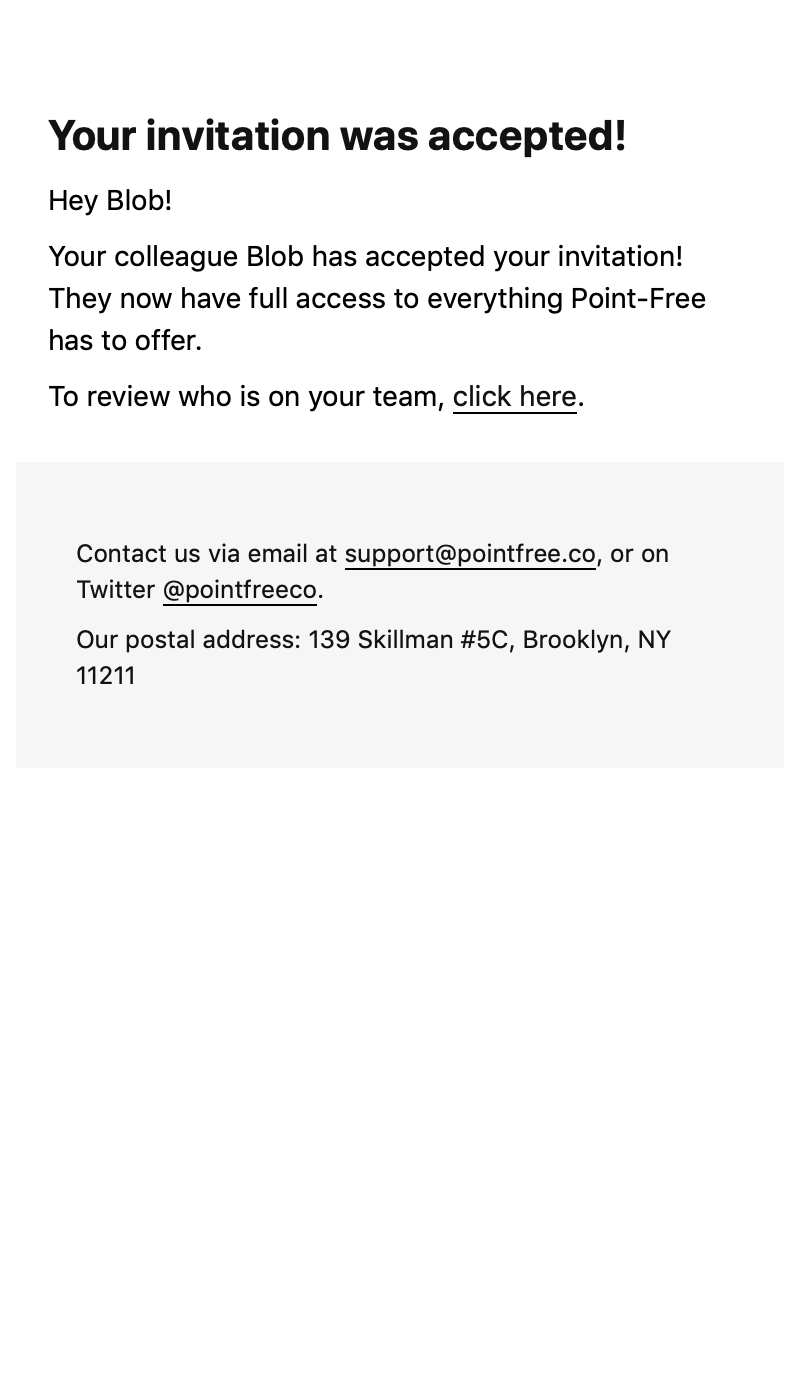 Your invitation was accepted!
Hey Blob!
Your colleague Blob has accepted your invitation!
They now have full access to everything Point-Free
has to offer.
To review who is on your team, click here.
Contact us via email at support@pointfree.co, or on
Twitter @pointfreeco.
Our postal address: 139 Skillman #5C, Brooklyn, NY
11211